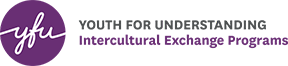 yfu
YOUTH FOR UNDERSTANDING
Intercultural Exchange Programs